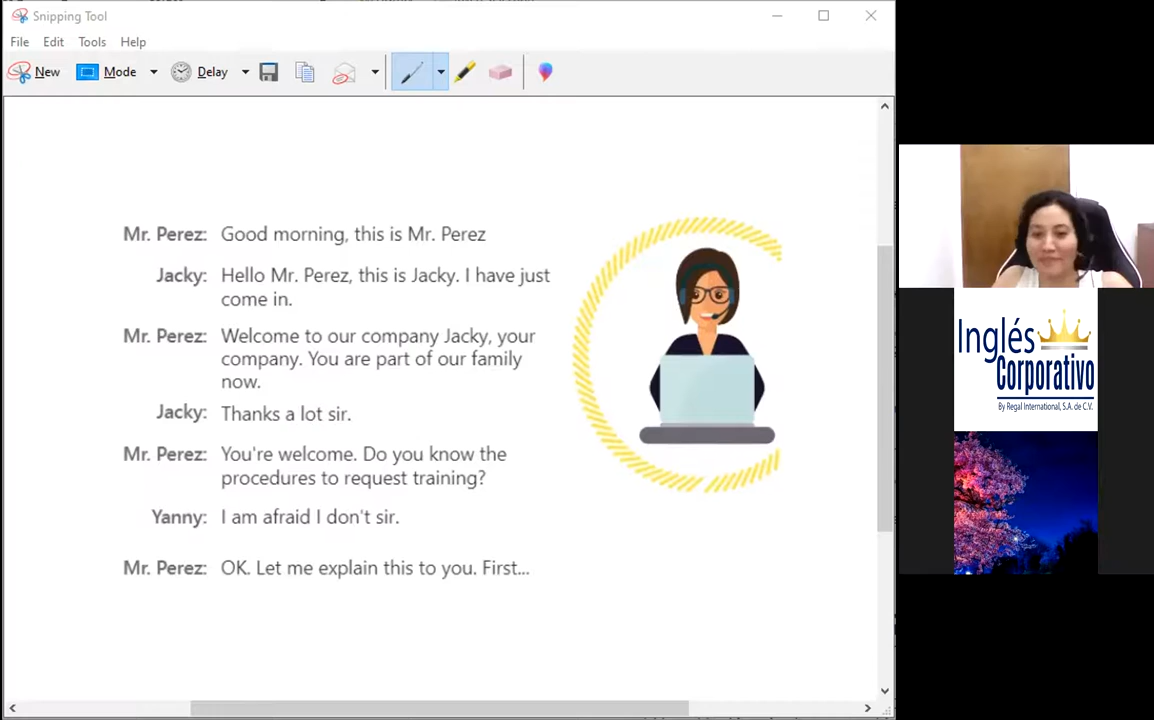 Snipping Tool
File Edit Tools Help
New Mode Delay
Mr. Perez: Good morning, this is Mr. Perez
Jacky: Hello Mr. Perez, this is Jacky. I have just
come in.
Mr. Perez: Welcome to our company Jacky, your
company. You are part of our family
now.
Jacky: Thanks a lot sir.
Mr. Perez: You're welcome. Do you know the
procedures to request training?
Yanny: I am afraid I don't sir.
Mr. Perez: OK. Let me explain this to you. First...
Inglés
Corporativo
By Regal International, S.A. de C.V.